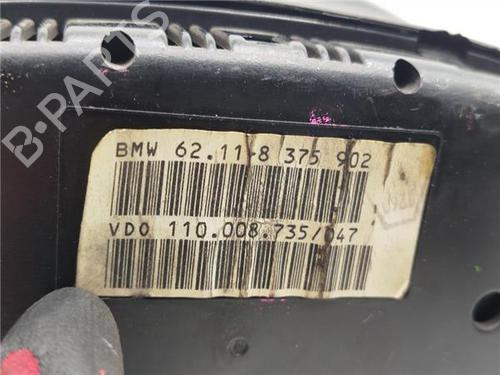 BMW 62.11-8 375 902
VDO 110.008.735/047
B-PARTS